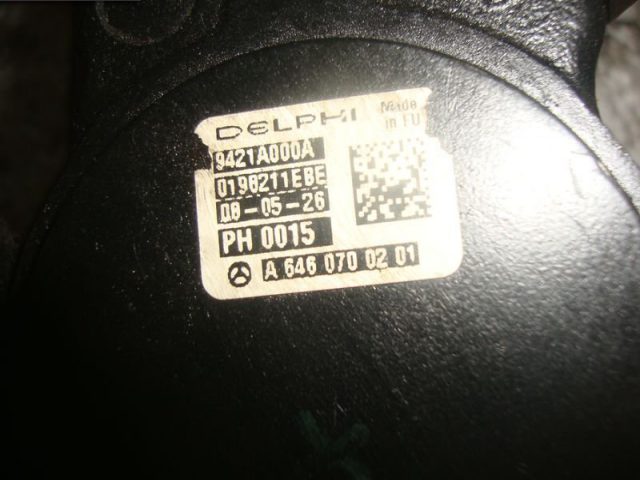 DELPHI
Made
in EU
9421A000A
0198211EBE
08-05-26
PH 0015
A 646 070 02 01